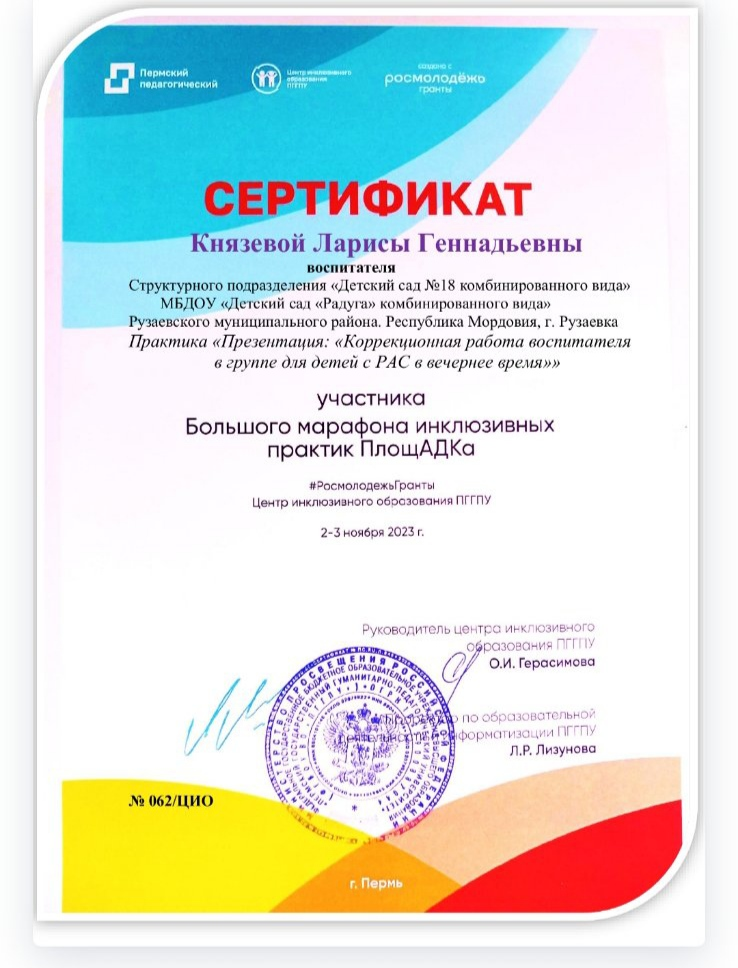 Пермский
педагогический
Центр инклюзивного
образования
ПГГПУ
создано с
росмолодёжь
гранты
СЕРТИФИКАТ
Князевой Ларисы Геннадьевны
воспитателя
Структурного подразделения «Детский сад №18 комбинированного вида»
МБДОУ «Детский сад «Радуга» комбинированного вида»
Рузаевского муниципального района. Республика Мордовия, г. Рузаевка
Практика «Презентация: «Коррекционная работа воспитателя
в группе для детей с РАС в вечернее время»»
участника
Большого марафона инклюзивных
практик ПлощАДКа
#РосмолодежьГранты
Центр инклюзивного образования ПГГПУ
2-3 ноября 2023 г.
Руководитель центра инклюзивного
образования ПГГПУ
О.И. Герасимова
по образовательной
информатизации ПГГПУ
Л.Р. Лизунова
№ 062/ЦИО
г. Пермь